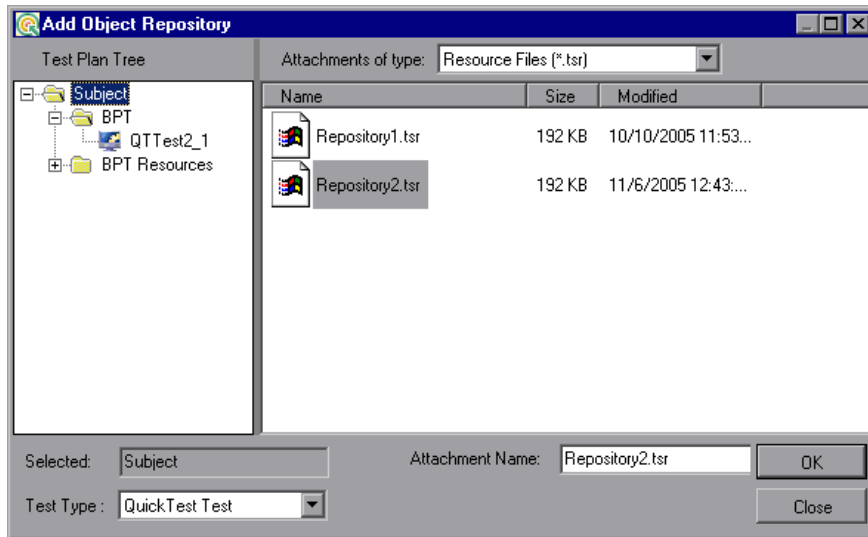 Add Object Repository
Test Plan Tree
Attachments of type: Resource Files (*.tsr)
Subject
BPT
QTTest2_1
BPT Resources
Name Size Modified
Repository1.tsr 192 KB 10/10/2005 11:53...
Repository2.tsr 192 KB 11/6/2005 12:43:...
Selected: Subject
Attachment Name: Repository2.tsr
OK
Test Type : QuickTest Test
Close